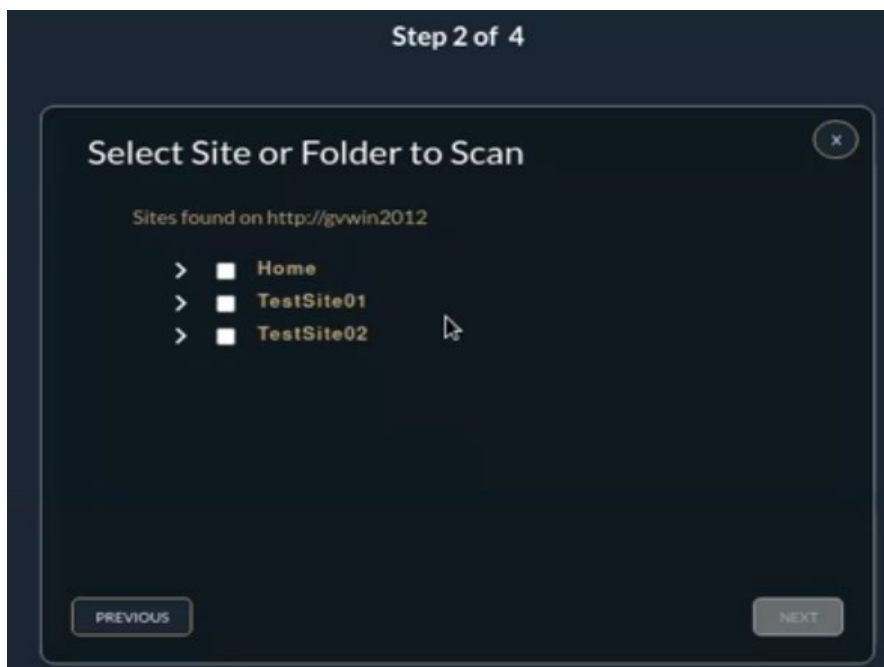 Step 2 of 4
Select Site or Folder to Scan
x
Sites found on http://gvwin2012
Home
TestSite01
TestSite02
PREVIOUS
NEXT